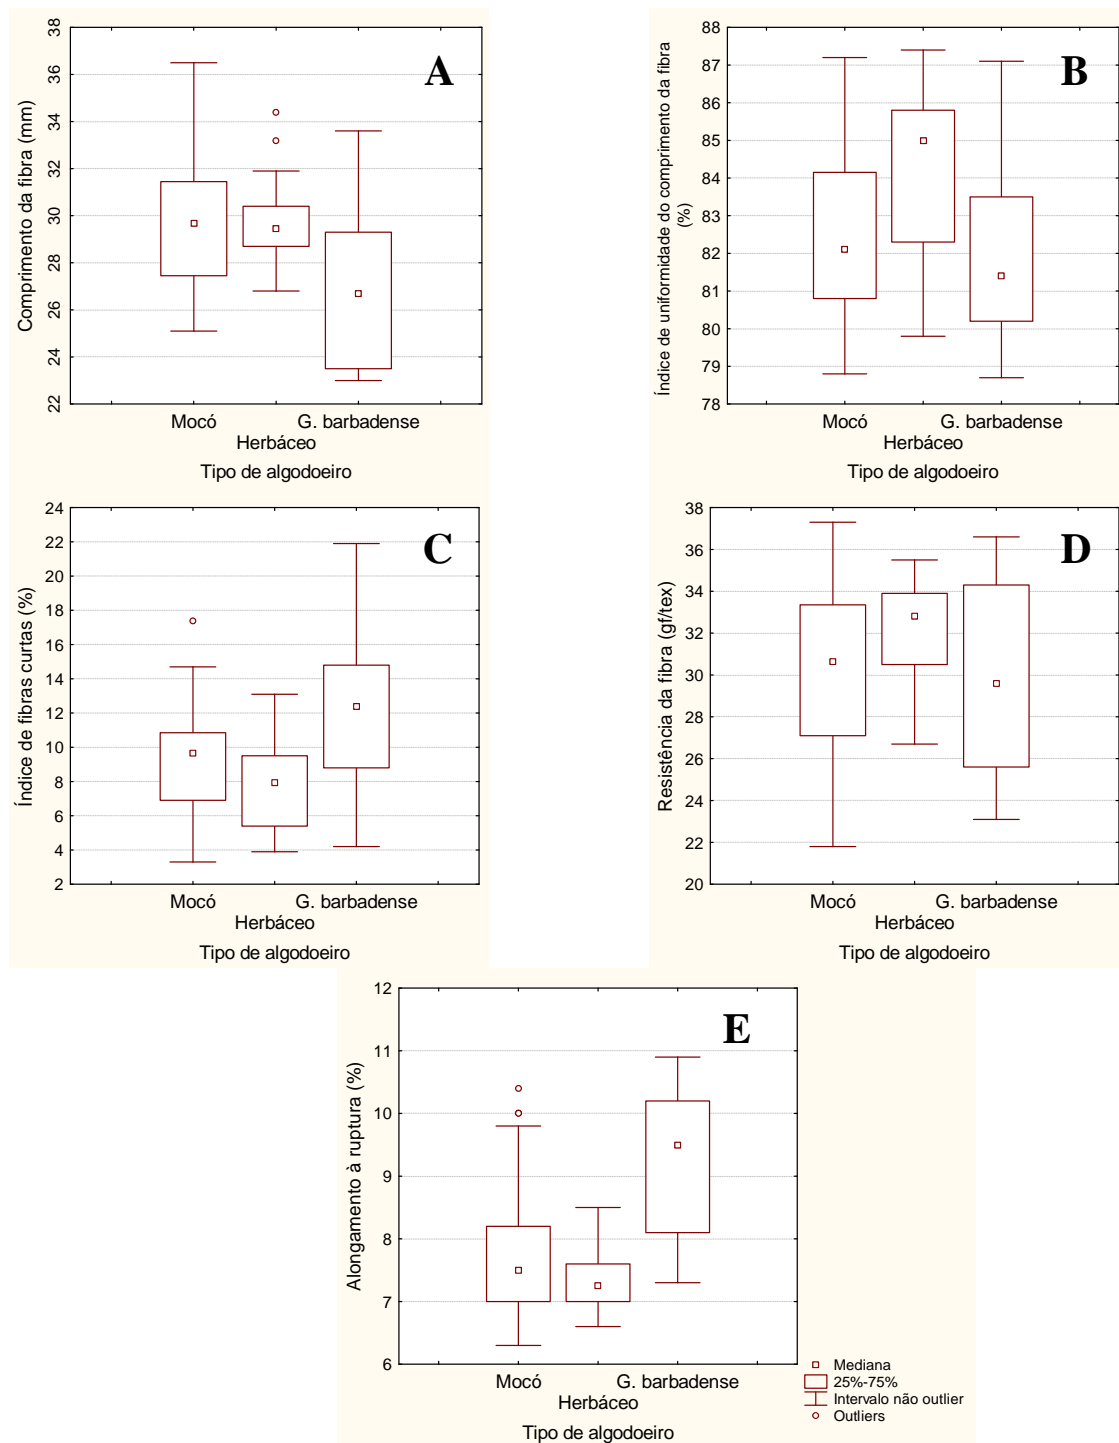 A
Comprimento da fibra (mm)
38
36
34
32
30
28
26
24
22
Mocó
G. barbadense
Herbáceo
Tipo de algodoeiro
B
Índice de uniformidade do comprimento da fibra
(%)
88
87
86
85
84
83
82
81
80
79
78
Mocó
G. barbadense
Herbáceo
Tipo de algodoeiro
C
Índice de fibras curtas (%)
24
22
20
18
16
14
12
10
8
6
4
2
Mocó
G. barbadense
Herbáceo
Tipo de algodoeiro
D
Resistência da fibra (gf/tex)
38
36
34
32
30
28
26
24
22
20
Mocó
G. barbadense
Herbáceo
Tipo de algodoeiro
E
Alongamento à ruptura (%)
12
11
10
9
8
7
6
Mocó
G. barbadense
Herbáceo
Tipo de algodoeiro
Mediana
25%-75%
Intervalo não outlier
Outliers